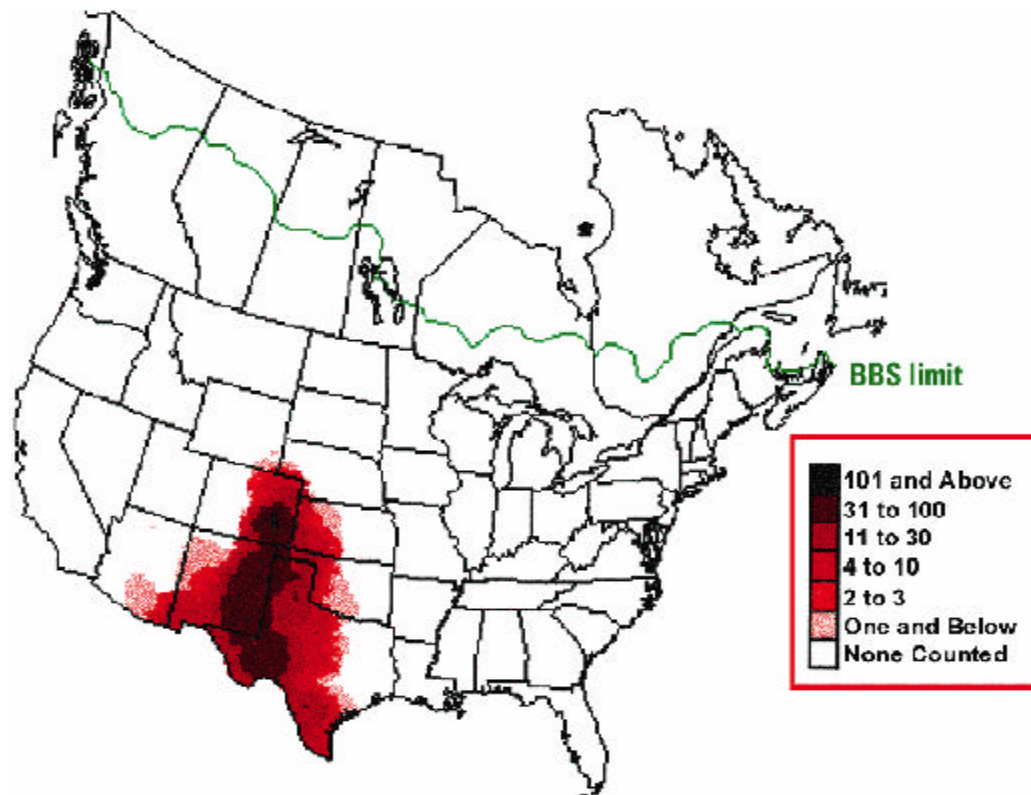 BBS limit
101 and Above
31 to 100
11 to 30
4 to 10
2 to 3
One and Below
None Counted